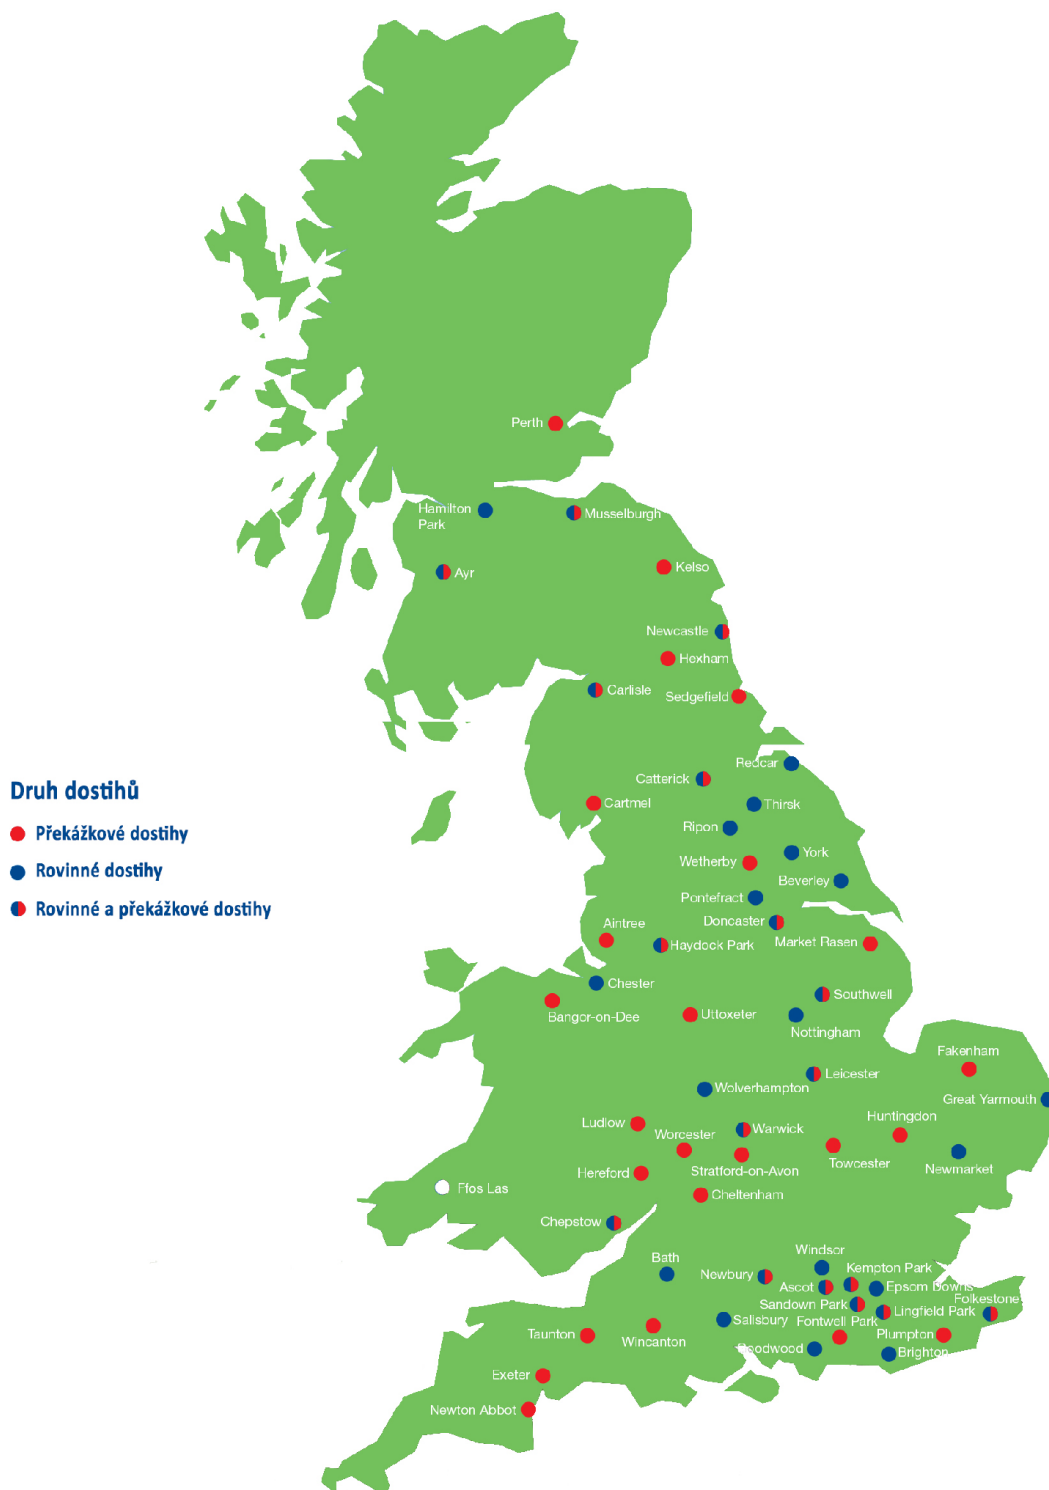 Perth
Hamilton
Park
Musselburgh
Ayr
Kelso
Newcastle
Hexham
Carlisle
Sedgefield
Redcar
Catterick
Cartmel
Thirsk
Ripon
York
Wetherby
Beverley
Pontefract
Doncaster
Aintree
Market Rasen
Haydock Park
Chester
Southwell
Bangor-on-Dee
Uttoxeter
Nottingham
Fakenham
Leicester
Wolverhampton
Great Yarmouth
Huntingdon
Ludlow
Warwick
Worcester
Towcester
Stratford-on-Avon
Newmarket
Hereford
Ffos Las
Cheltenham
Chepstow
Windsor
Bath
Kempton Park
Newbury
Ascot
Epsom Downs
Folkestone
Sandown Park
Lingfield Park
Salisbury
Fontwell Park
Taunton
Wincanton
Plumpton
Goodwood
Brighton
Exeter
Newton Abbot
Druh dostihů
Překážkové dostihy
Rovinné dostihy
Rovinné a překážkové dostihy